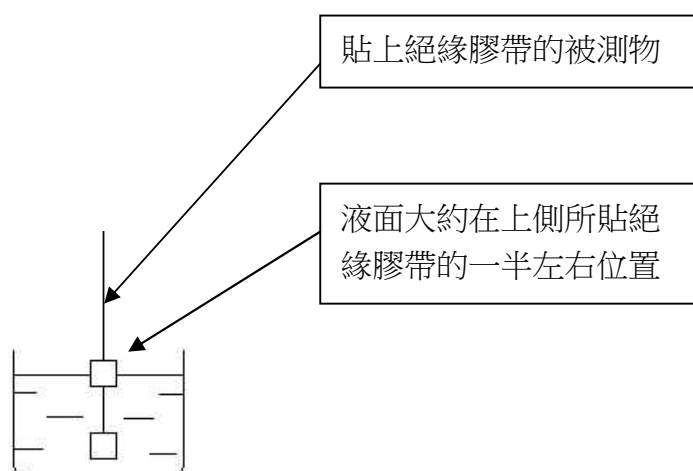 貼上絕緣膠帶的被測物
液面大約在上側所貼絕
緣膠帶的一半左右位置